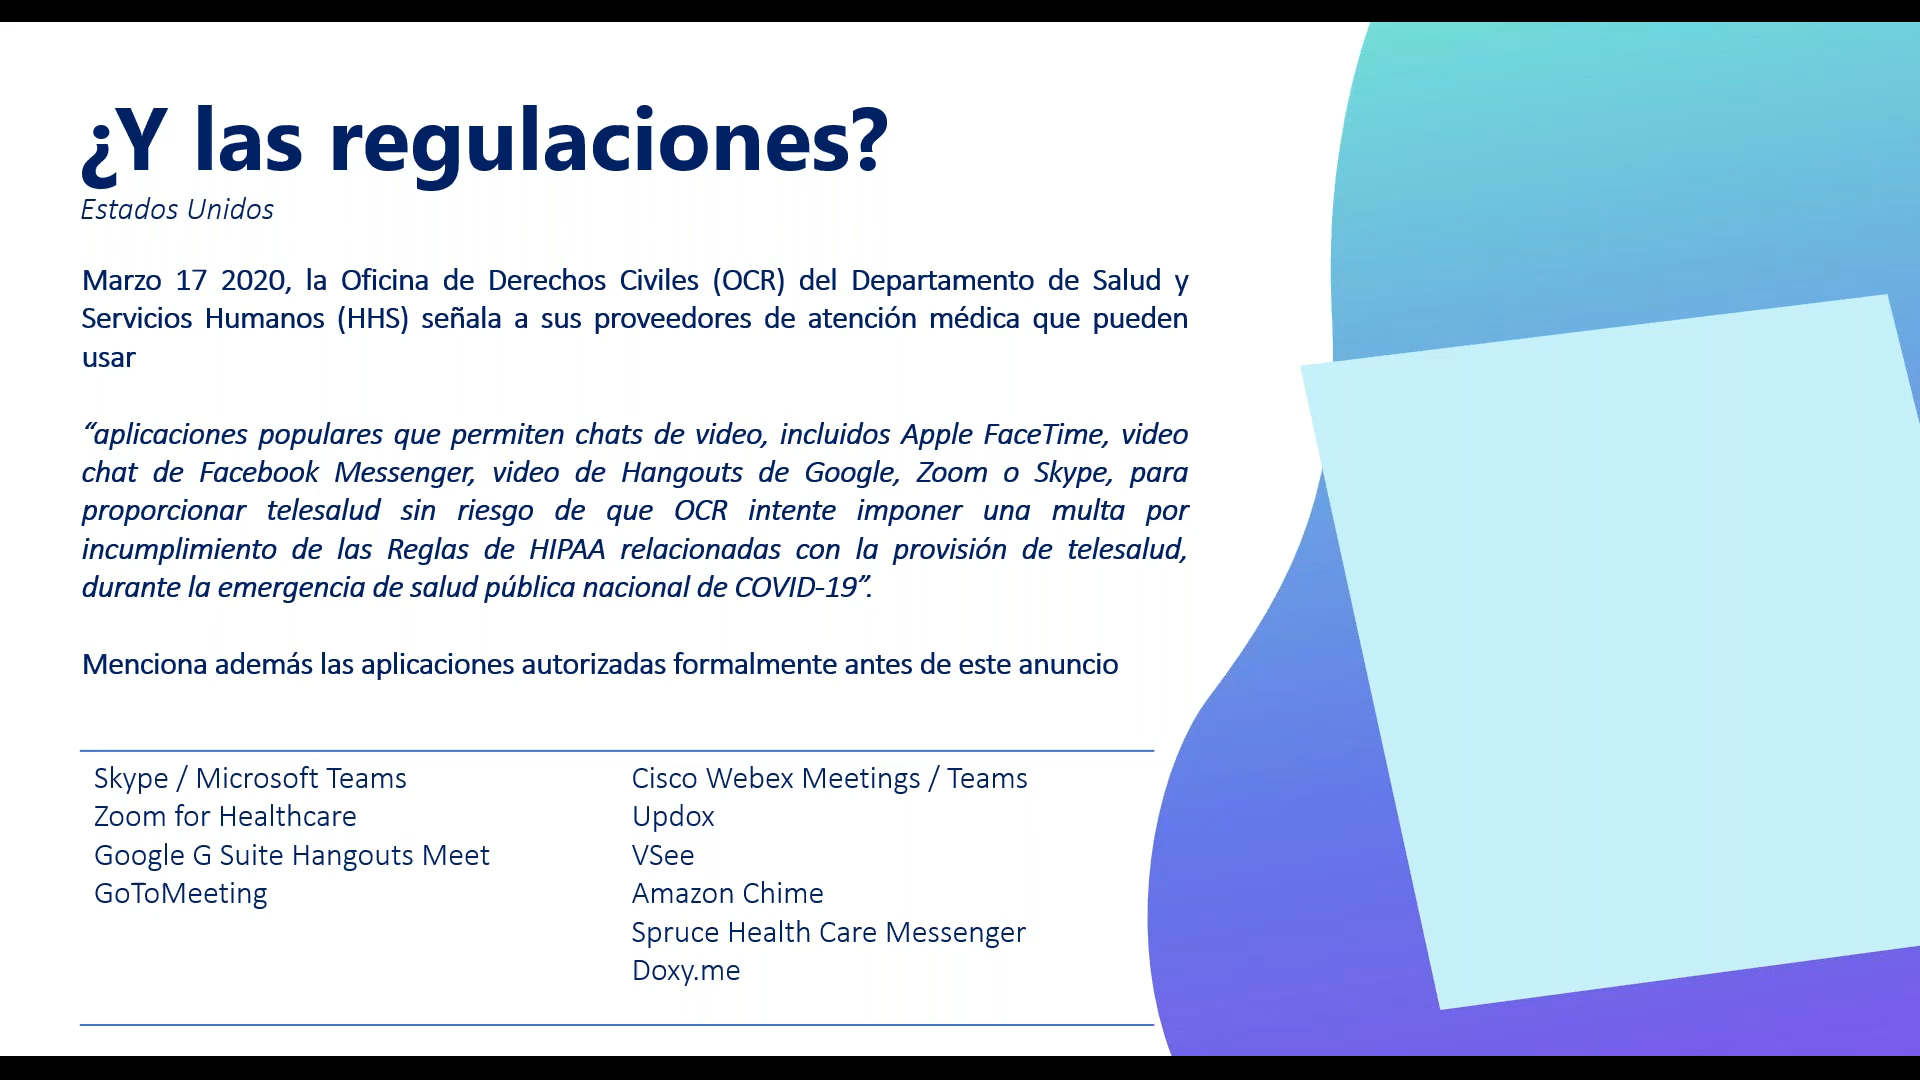 ¿Y las regulaciones?
Estados Unidos
Marzo 17 2020, la Oficina de Derechos Civiles (OCR) del Departamento de Salud y
Servicios Humanos (HHS) señala a sus proveedores de atención médica que pueden
usar
“aplicaciones populares que permiten chats de video, incluidos Apple FaceTime, video
chat de Facebook Messenger, video de Hangouts de Google, Zoom o Skype, para
proporcionar telesalud sin riesgo de que OCR intente imponer una multa por
incumplimiento de las Reglas de HIPAA relacionadas con la provisión de telesalud,
durante la emergencia de salud pública nacional de COVID-19”.
Menciona además las aplicaciones autorizadas formalmente antes de este anuncio
Skype / Microsoft Teams
Zoom for Healthcare
Google G Suite Hangouts Meet
GoToMeeting
Cisco Webex Meetings / Teams
Updox
VSee
Amazon Chime
Spruce Health Care Messenger
Doxy.me